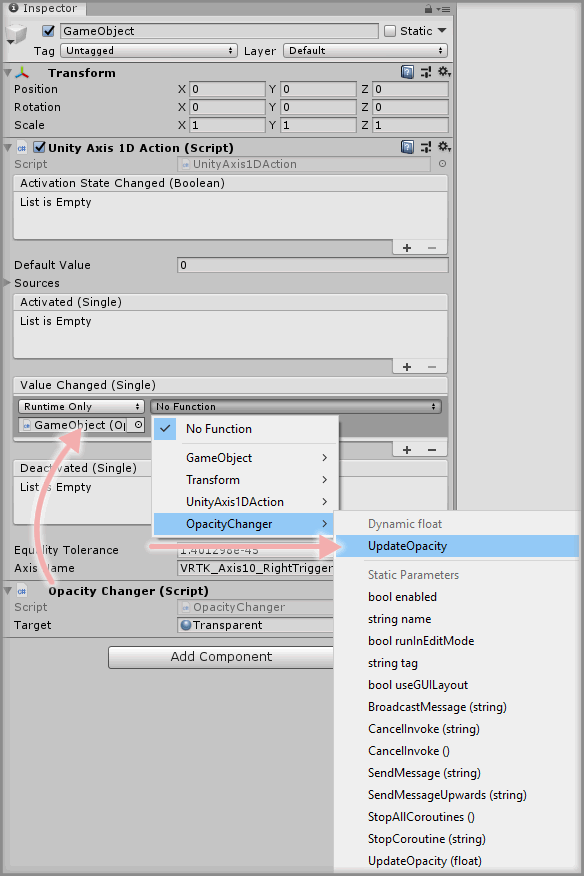 Inspector
GameObject
Static
Tag Untagged Layer Default
Transform
Position X 0 Y 0 Z 0
Rotation X 0 Y 0 Z 0
Scale X 1 Y 1 Z 1
Unity Axis 1D Action (Script)
Script UnityAxis1DAction
Activation State Changed (Boolean)
List is Empty
Default Value 0
Sources
Activated (Single)
List is Empty
Value Changed (Single)
Runtime Only No Function
GameObject (Op
No Function
GameObject
Deactivated (Single)
Transform
List is Empty
UnityAxis1DAction
OpacityChanger
Dynamic float
Equality Tolerance 1.401298e-45
UpdateOpacity
Axis Name VRTK_Axis10_RightTrigger
Static Parameters
Opacity Changer (Script)
bool enabled
Script OpacityChanger
string name
Target Transparent
bool runInEditMode
Add Component
string tag
bool useGUILayout
BroadcastMessage (string)
CancelInvoke (string)
CancelInvoke ()
SendMessage (string)
SendMessageUpwards (string)
StopAllCoroutines ()
StopCoroutine (string)
UpdateOpacity (float)